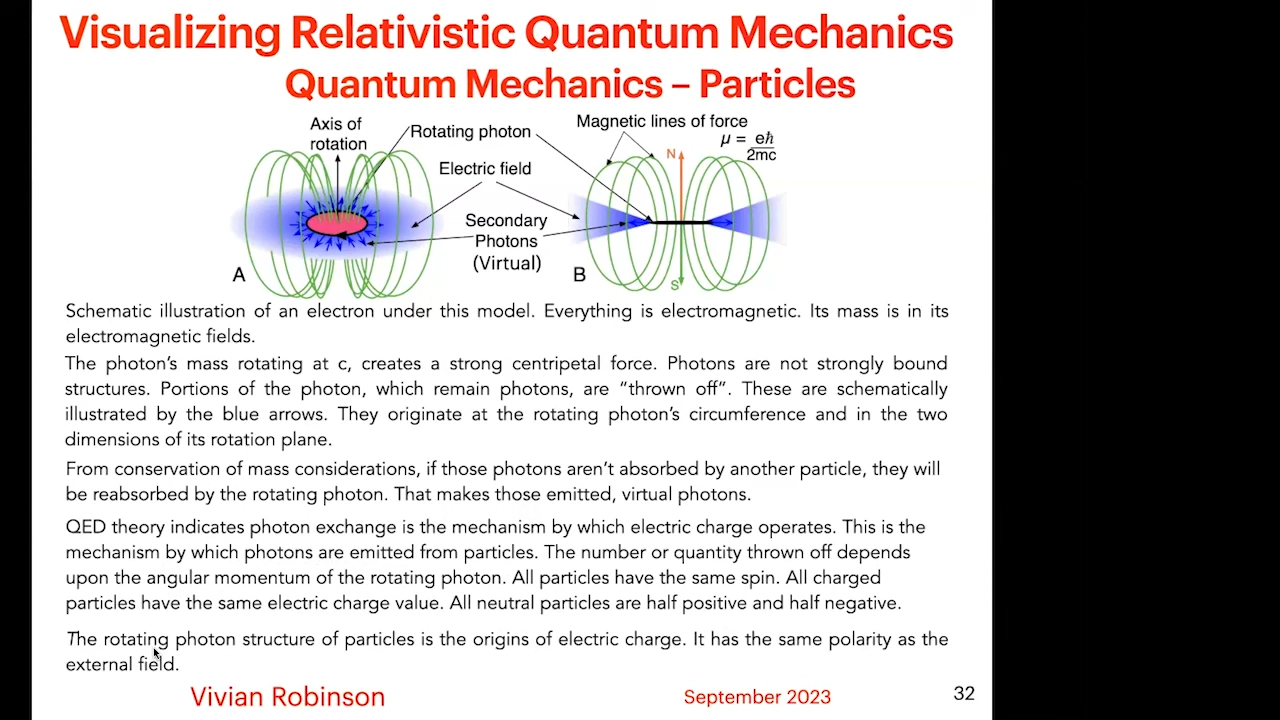 Visualizing Relativistic Quantum Mechanics
Quantum Mechanics – Particles
Axis of
rotation
Rotating photon
Electric field
Secondary
Photons
(Virtual)
A
Magnetic lines of force
μ = eħ
2mc
N
S
B
Schematic illustration of an electron under this model. Everything is electromagnetic. Its mass is in its
electromagnetic fields.
The photon's mass rotating at c, creates a strong centripetal force. Photons are not strongly bound
structures. Portions of the photon, which remain photons, are “thrown off”. These are schematically
illustrated by the blue arrows. They originate at the rotating photon's circumference and in the two
dimensions of its rotation plane.
From conservation of mass considerations, if those photons aren't absorbed by another particle, they will
be reabsorbed by the rotating photon. That makes those emitted, virtual photons.
QED theory indicates photon exchange is the mechanism by which electric charge operates. This is the
mechanism by which photons are emitted from particles. The number or quantity thrown off depends
upon the angular momentum of the rotating photon. All particles have the same spin. All charged
particles have the same electric charge value. All neutral particles are half positive and half negative.
The rotating photon structure of particles is the origins of electric charge. It has the same polarity as the
external field.
Vivian Robinson
September 2023
32